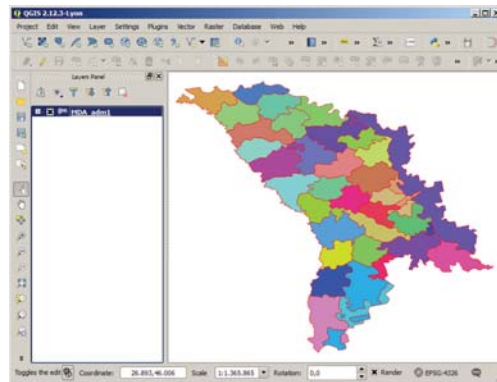 QGIS 2.12.3-Lyon
Project Edit View Layer Settings Plugins Vector Raster Database Web Help
Layers Panel
MDA_adm1
Toggles the edit Coordinate: 26.893,46.006 Scale: 1:1.365.865 Rotation: 0,0 Render EPSG:4326